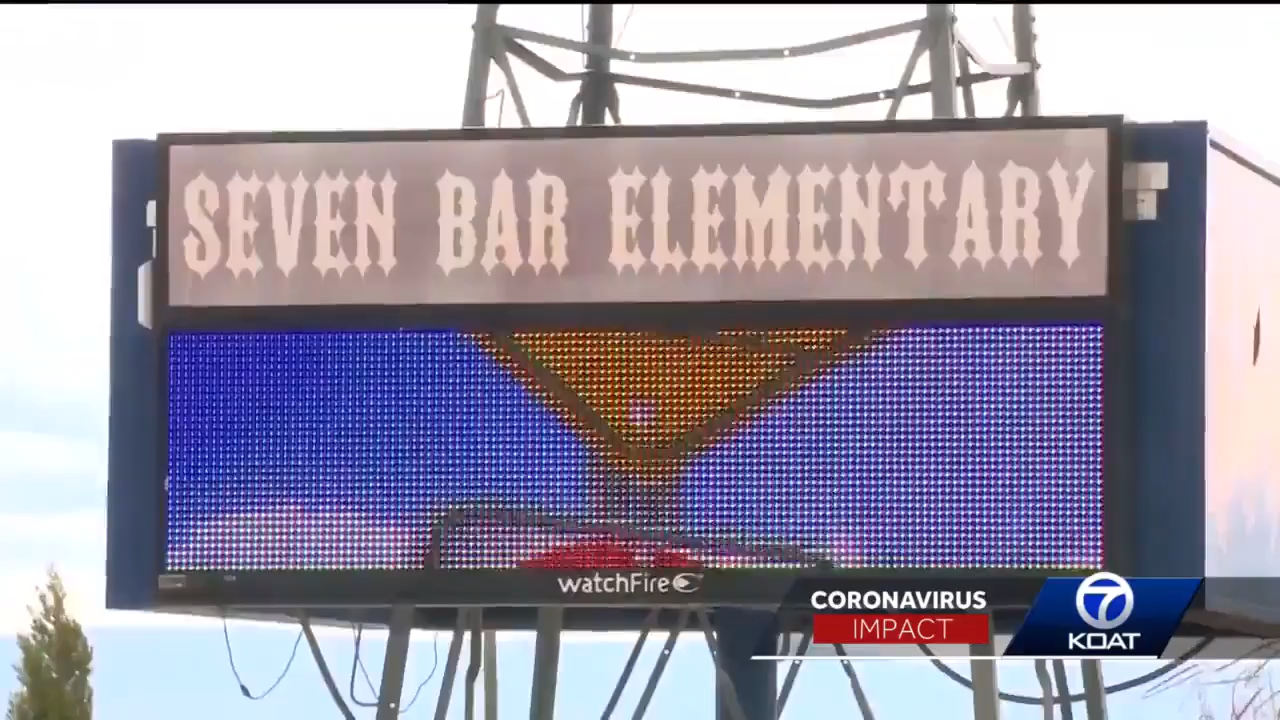 SEVEN BAR ELEMENTARY
watchFire
CORONAVIRUS
IMPACT
7
KOAT